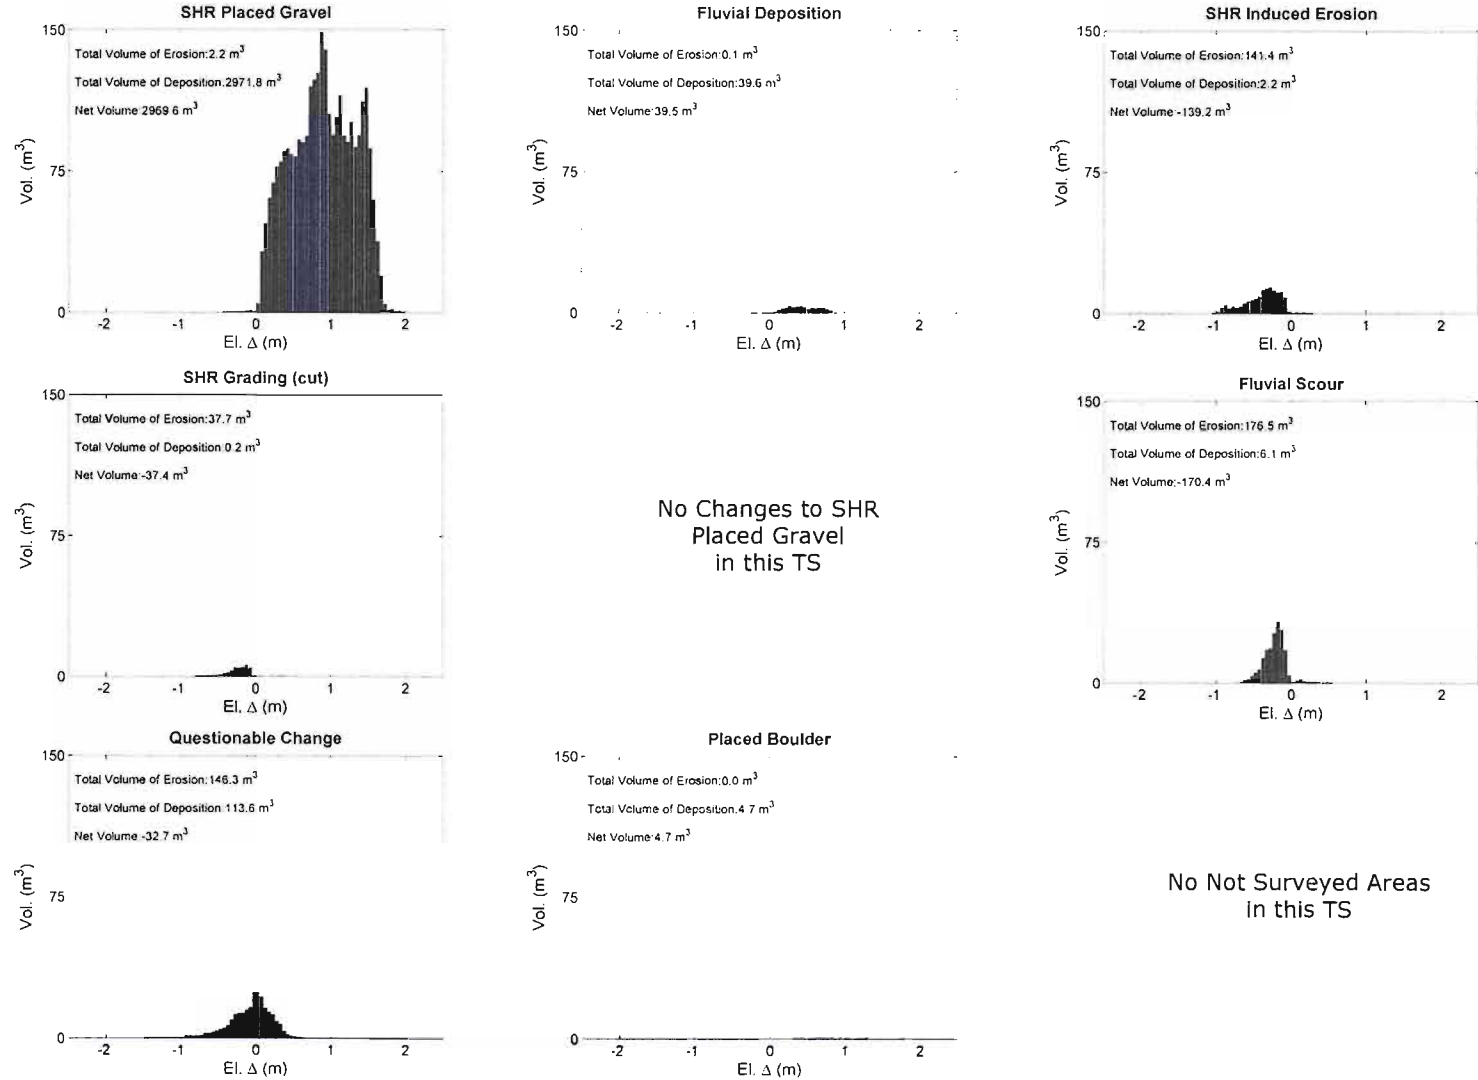 SHR Placed Gravel
150
Total Volume of Erosion:2.2 m³
Total Volume of Deposition:2971.8 m³
Net Volume:2969 6 m³
75
Vol. (m³)
0
-2 -1 0 1 2
El. Δ (m)
Fluvial Deposition
150
Total Volume of Erosion:0.1 m³
Total Volume of Deposition:39.6 m³
Net Volume:39.5 m³
75
Vol. (m³)
0
-2 -1 0 1 2
El. Δ (m)
SHR Induced Erosion
150
Total Volume of Erosion:141.4 m³
Total Volume of Deposition:2.2 m³
Net Volume:-139.2 m³
75
Vol. (m³)
0
-2 -1 0 1 2
El. Δ (m)
SHR Grading (cut)
150
Total Volume of Erosion:37.7 m³
Total Volume of Deposition 0 2 m³
Net Volume -37.4 m³
75
Vol. (m³)
0
-2 -1 0 1 2
El. Δ (m)
No Changes to SHR
Placed Gravel
in this TS
Fluvial Scour
150
Total Volume of Erosion:176.5 m³
Total Volume of Deposition:6.1 m³
Net Volume:-170.4 m³
75
Vol. (m³)
0
-2 -1 0 1 2
El. Δ (m)
Questionable Change
150
Total Volume of Erosion:146.3 m³
Total Volume of Deposition 113.6 m³
Net Volume -32.7 m³
75
Vol. (m³)
0
-2 -1 0 1 2
El. Δ (m)
Placed Boulder
150
Total Volume of Erosion:0.0 m³
Total Volume of Deposition:4 7 m³
Net Volume:4.7 m³
75
Vol. (m³)
0
-2 -1 0 1 2
El. Δ (m)
No Not Surveyed Areas
in this TS